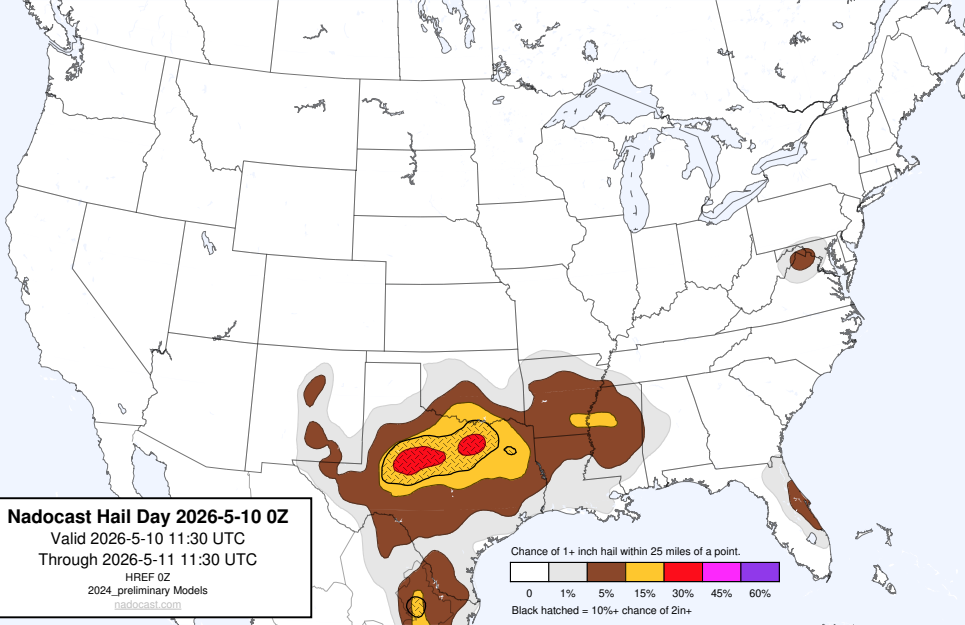 Nadocast Hail Day 2026-5-10 0Z
Valid 2026-5-10 11:30 UTC
Through 2026-5-11 11:30 UTC
HREF 0Z
2024_preliminary Models
nadocast.com
Chance of 1+ inch hail within 25 miles of a point.
0 1% 5% 15% 30% 45% 60%
Black hatched = 10%+ chance of 2in+